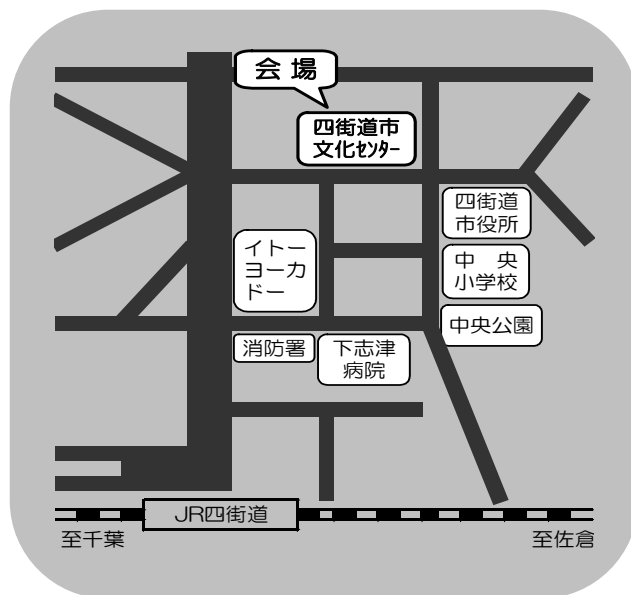 会場
四街道市
文化ｾﾝﾀｰ
四街道
市役所
イトー
ヨーカ
ドー
中　央
小学校
中央公園
消防署
下志津
病院
JR四街道
至千葉
至佐倉